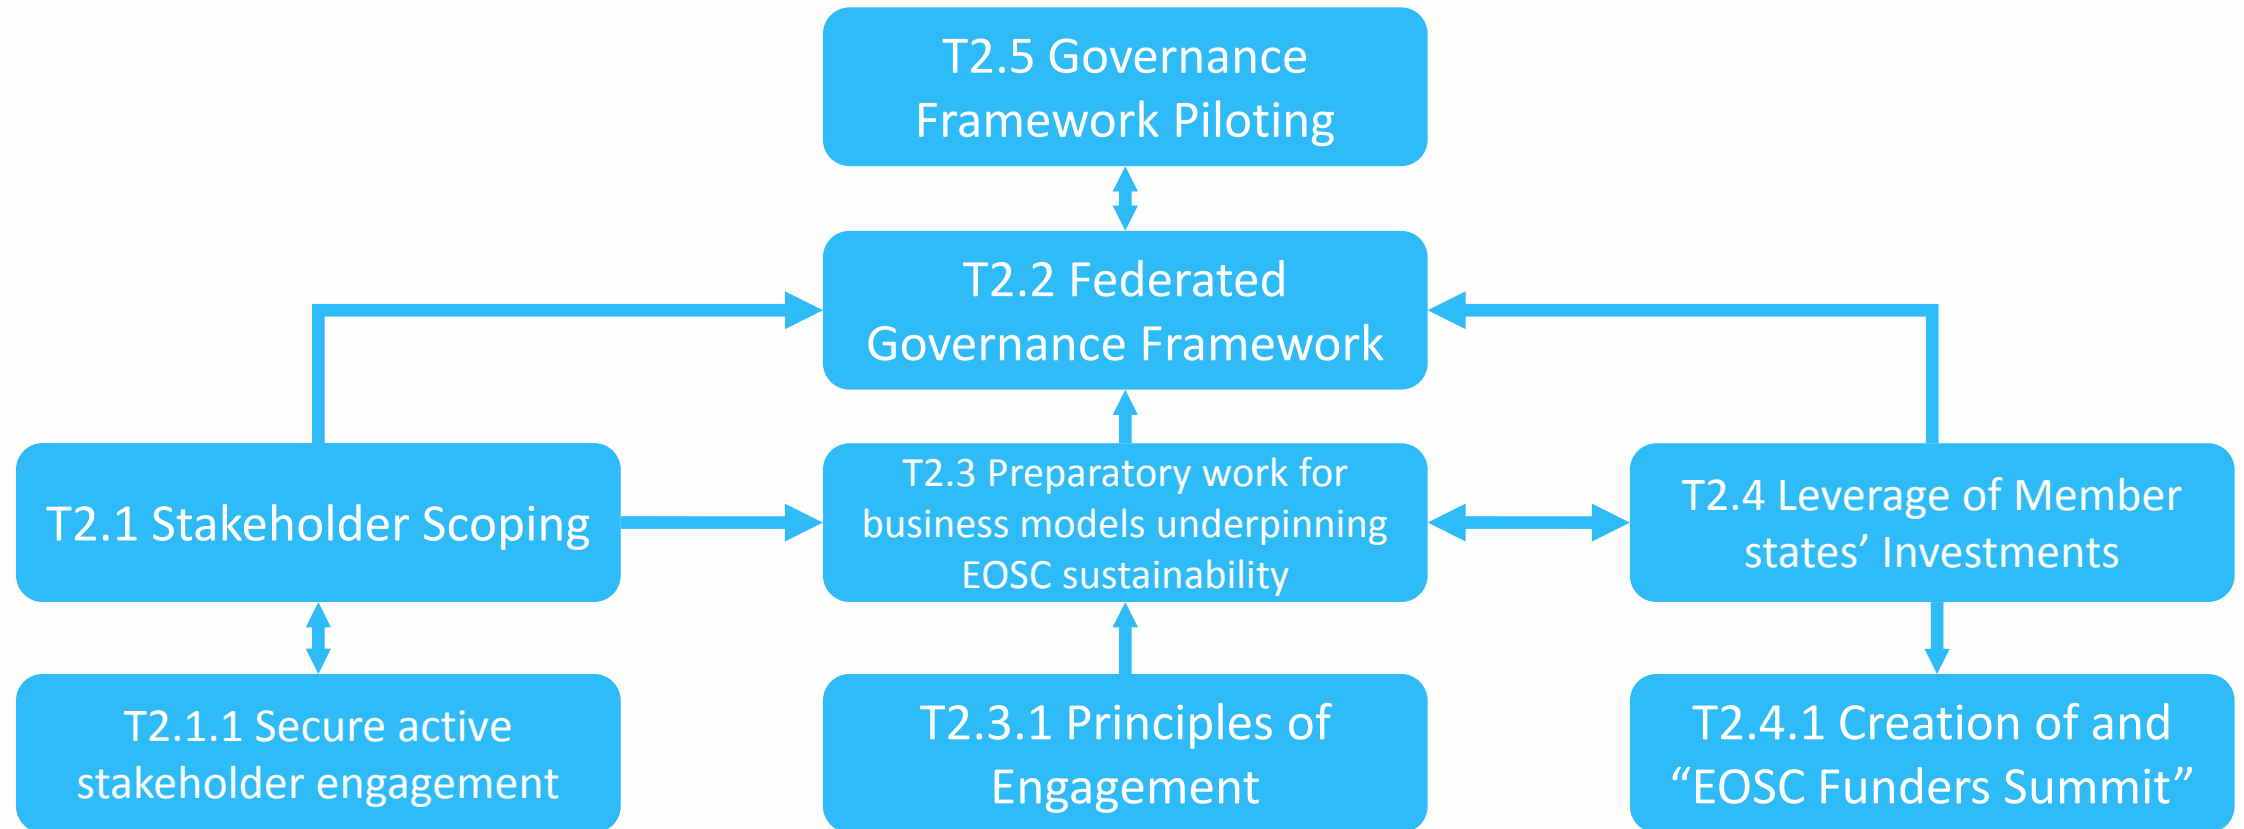 T2.5 Governance
Framework Piloting
T2.2 Federated
Governance Framework
T2.1 Stakeholder Scoping
T2.3 Preparatory work for
business models underpinning
EOSC sustainability
T2.4 Leverage of Member
states’ Investments
T2.1.1 Secure active
stakeholder engagement
T2.3.1 Principles of
Engagement
T2.4.1 Creation of and
“EOSC Funders Summit”